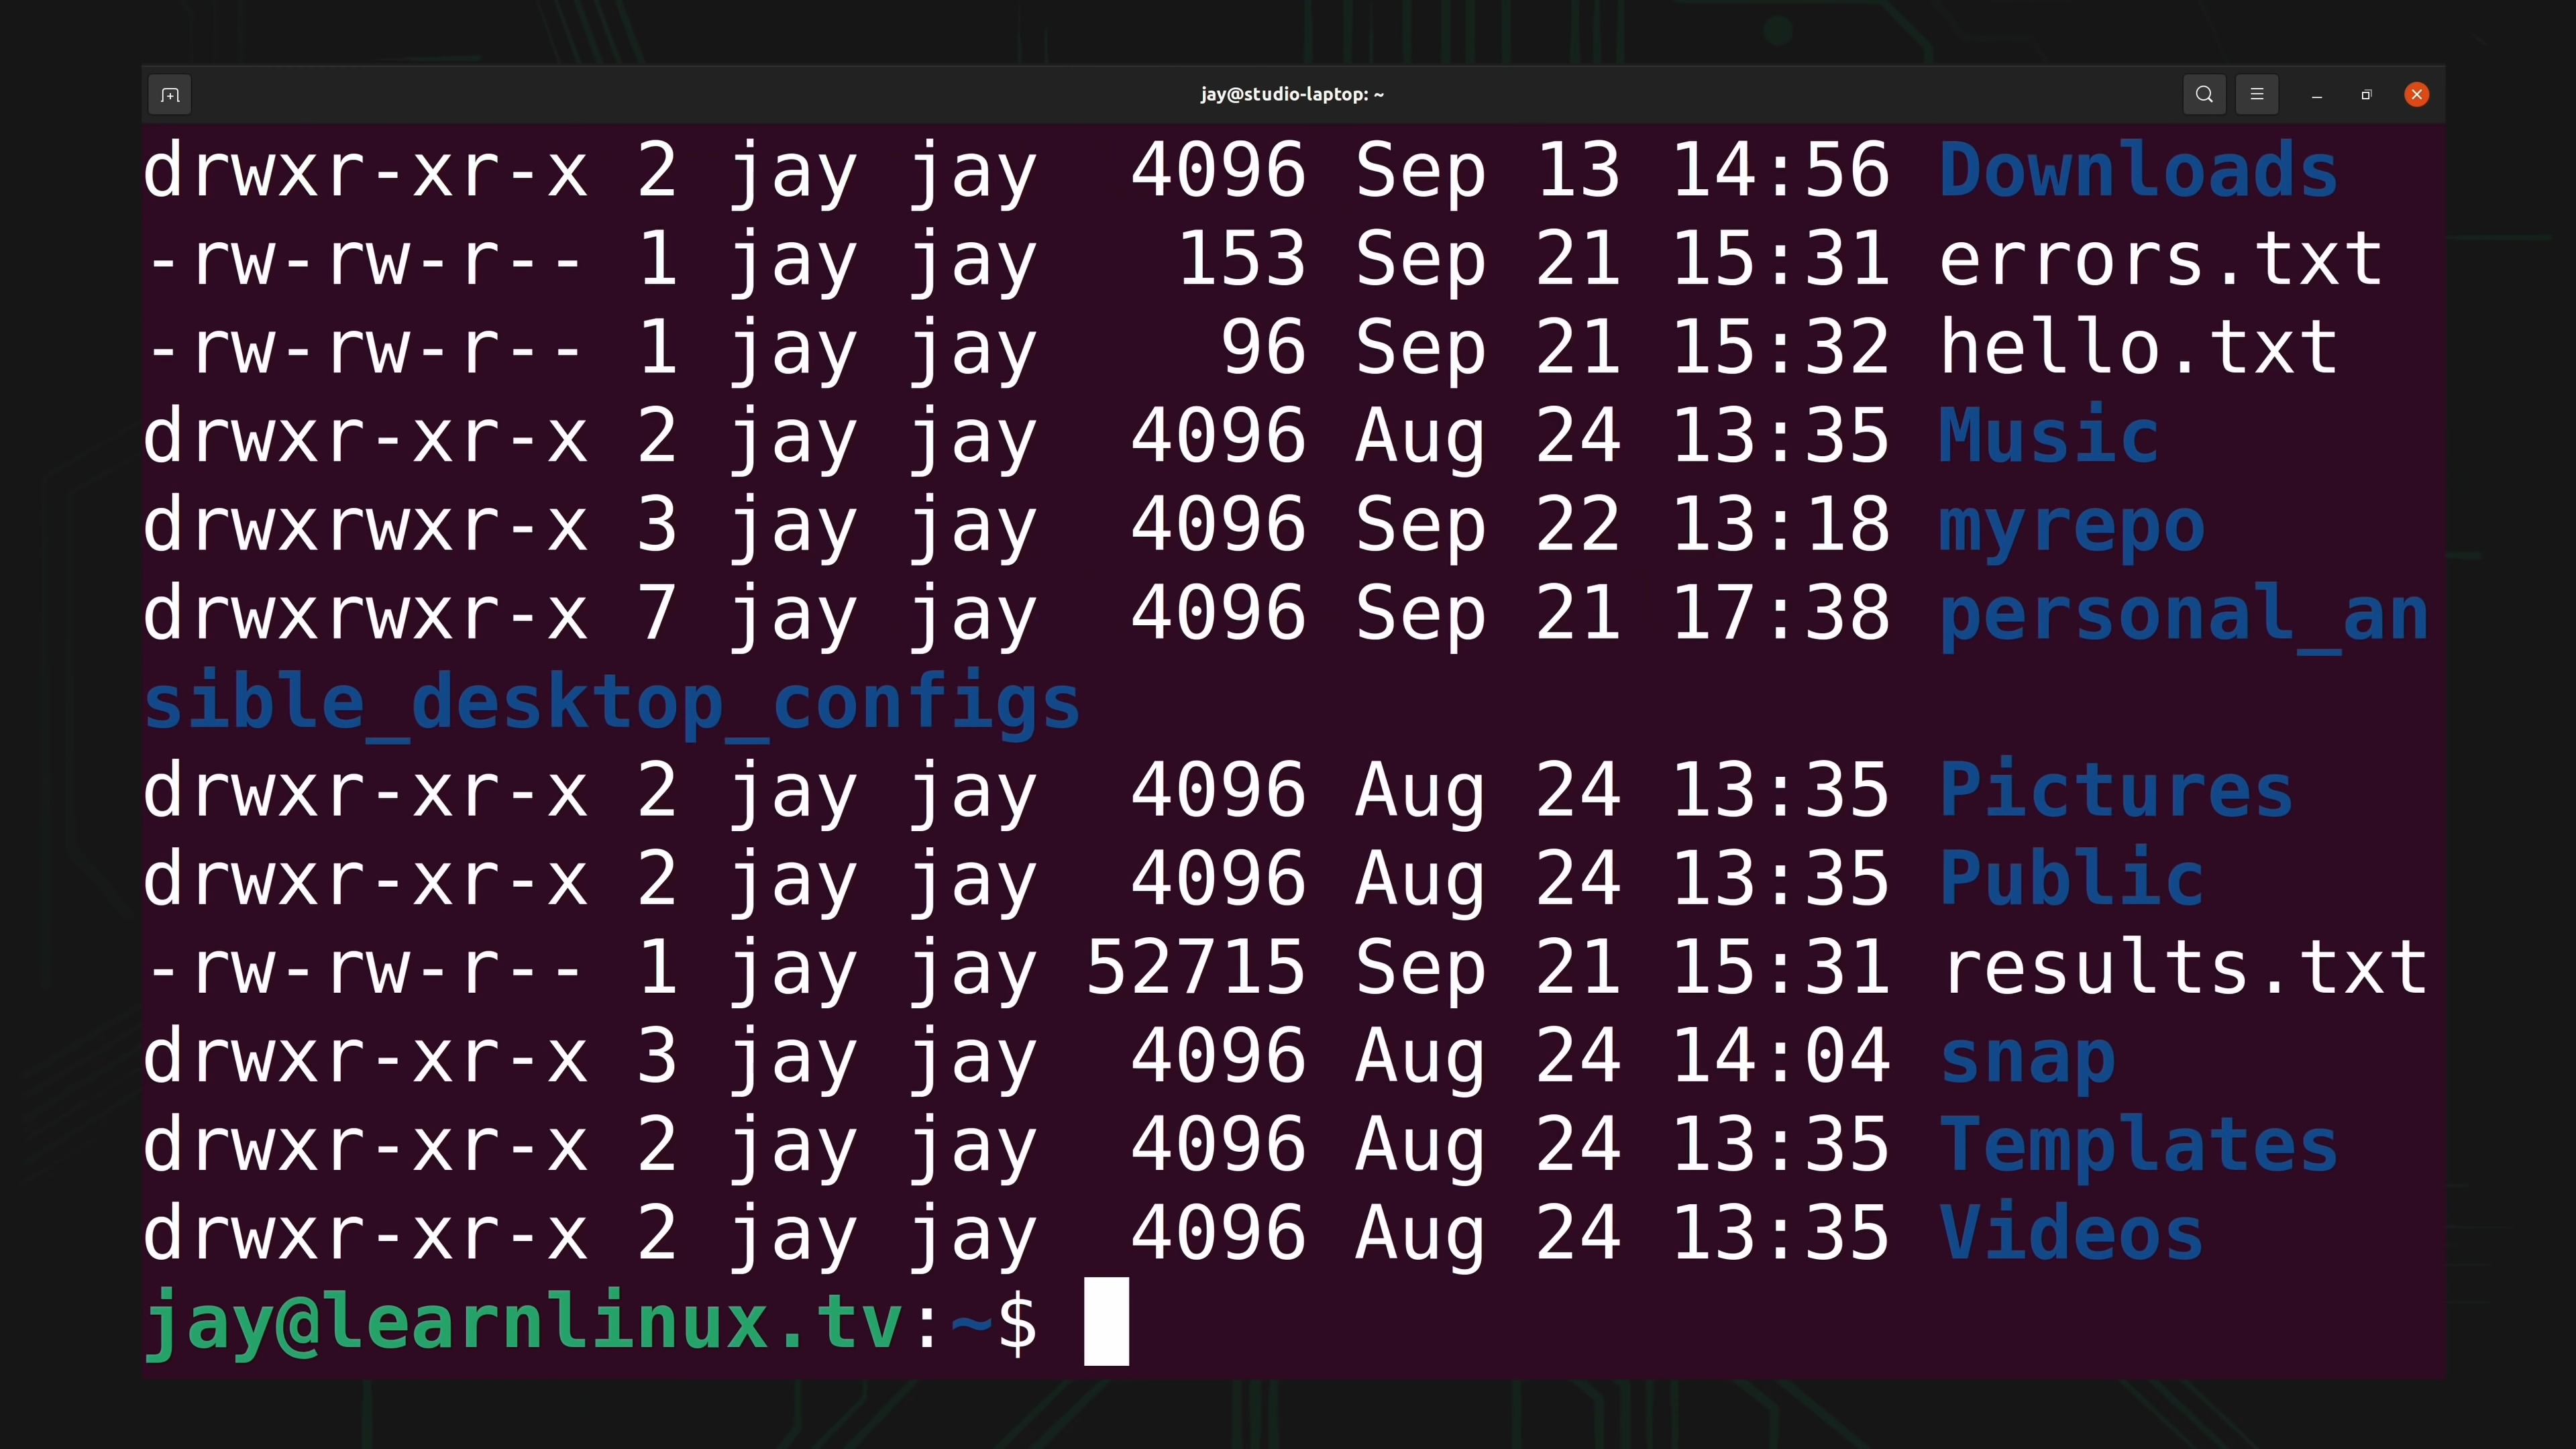 jay@studio-laptop: ~
drwxr-xr-x 2 jay jay  4096 Sep 13 14:56 Downloads
-rw-rw-r-- 1 jay jay   153 Sep 21 15:31 errors.txt
-rw-rw-r-- 1 jay jay    96 Sep 21 15:32 hello.txt
drwxr-xr-x 2 jay jay  4096 Aug 24 13:35 Music
drwxrwxr-x 3 jay jay  4096 Sep 22 13:18 myrepo
drwxrwxr-x 7 jay jay  4096 Sep 21 17:38 personal_an
sible_desktop_configs
drwxr-xr-x 2 jay jay  4096 Aug 24 13:35 Pictures
drwxr-xr-x 2 jay jay  4096 Aug 24 13:35 Public
-rw-rw-r-- 1 jay jay 52715 Sep 21 15:31 results.txt
drwxr-xr-x 3 jay jay  4096 Aug 24 14:04 snap
drwxr-xr-x 2 jay jay  4096 Aug 24 13:35 Templates
drwxr-xr-x 2 jay jay  4096 Aug 24 13:35 Videos
jay@learnlinux.tv:~$